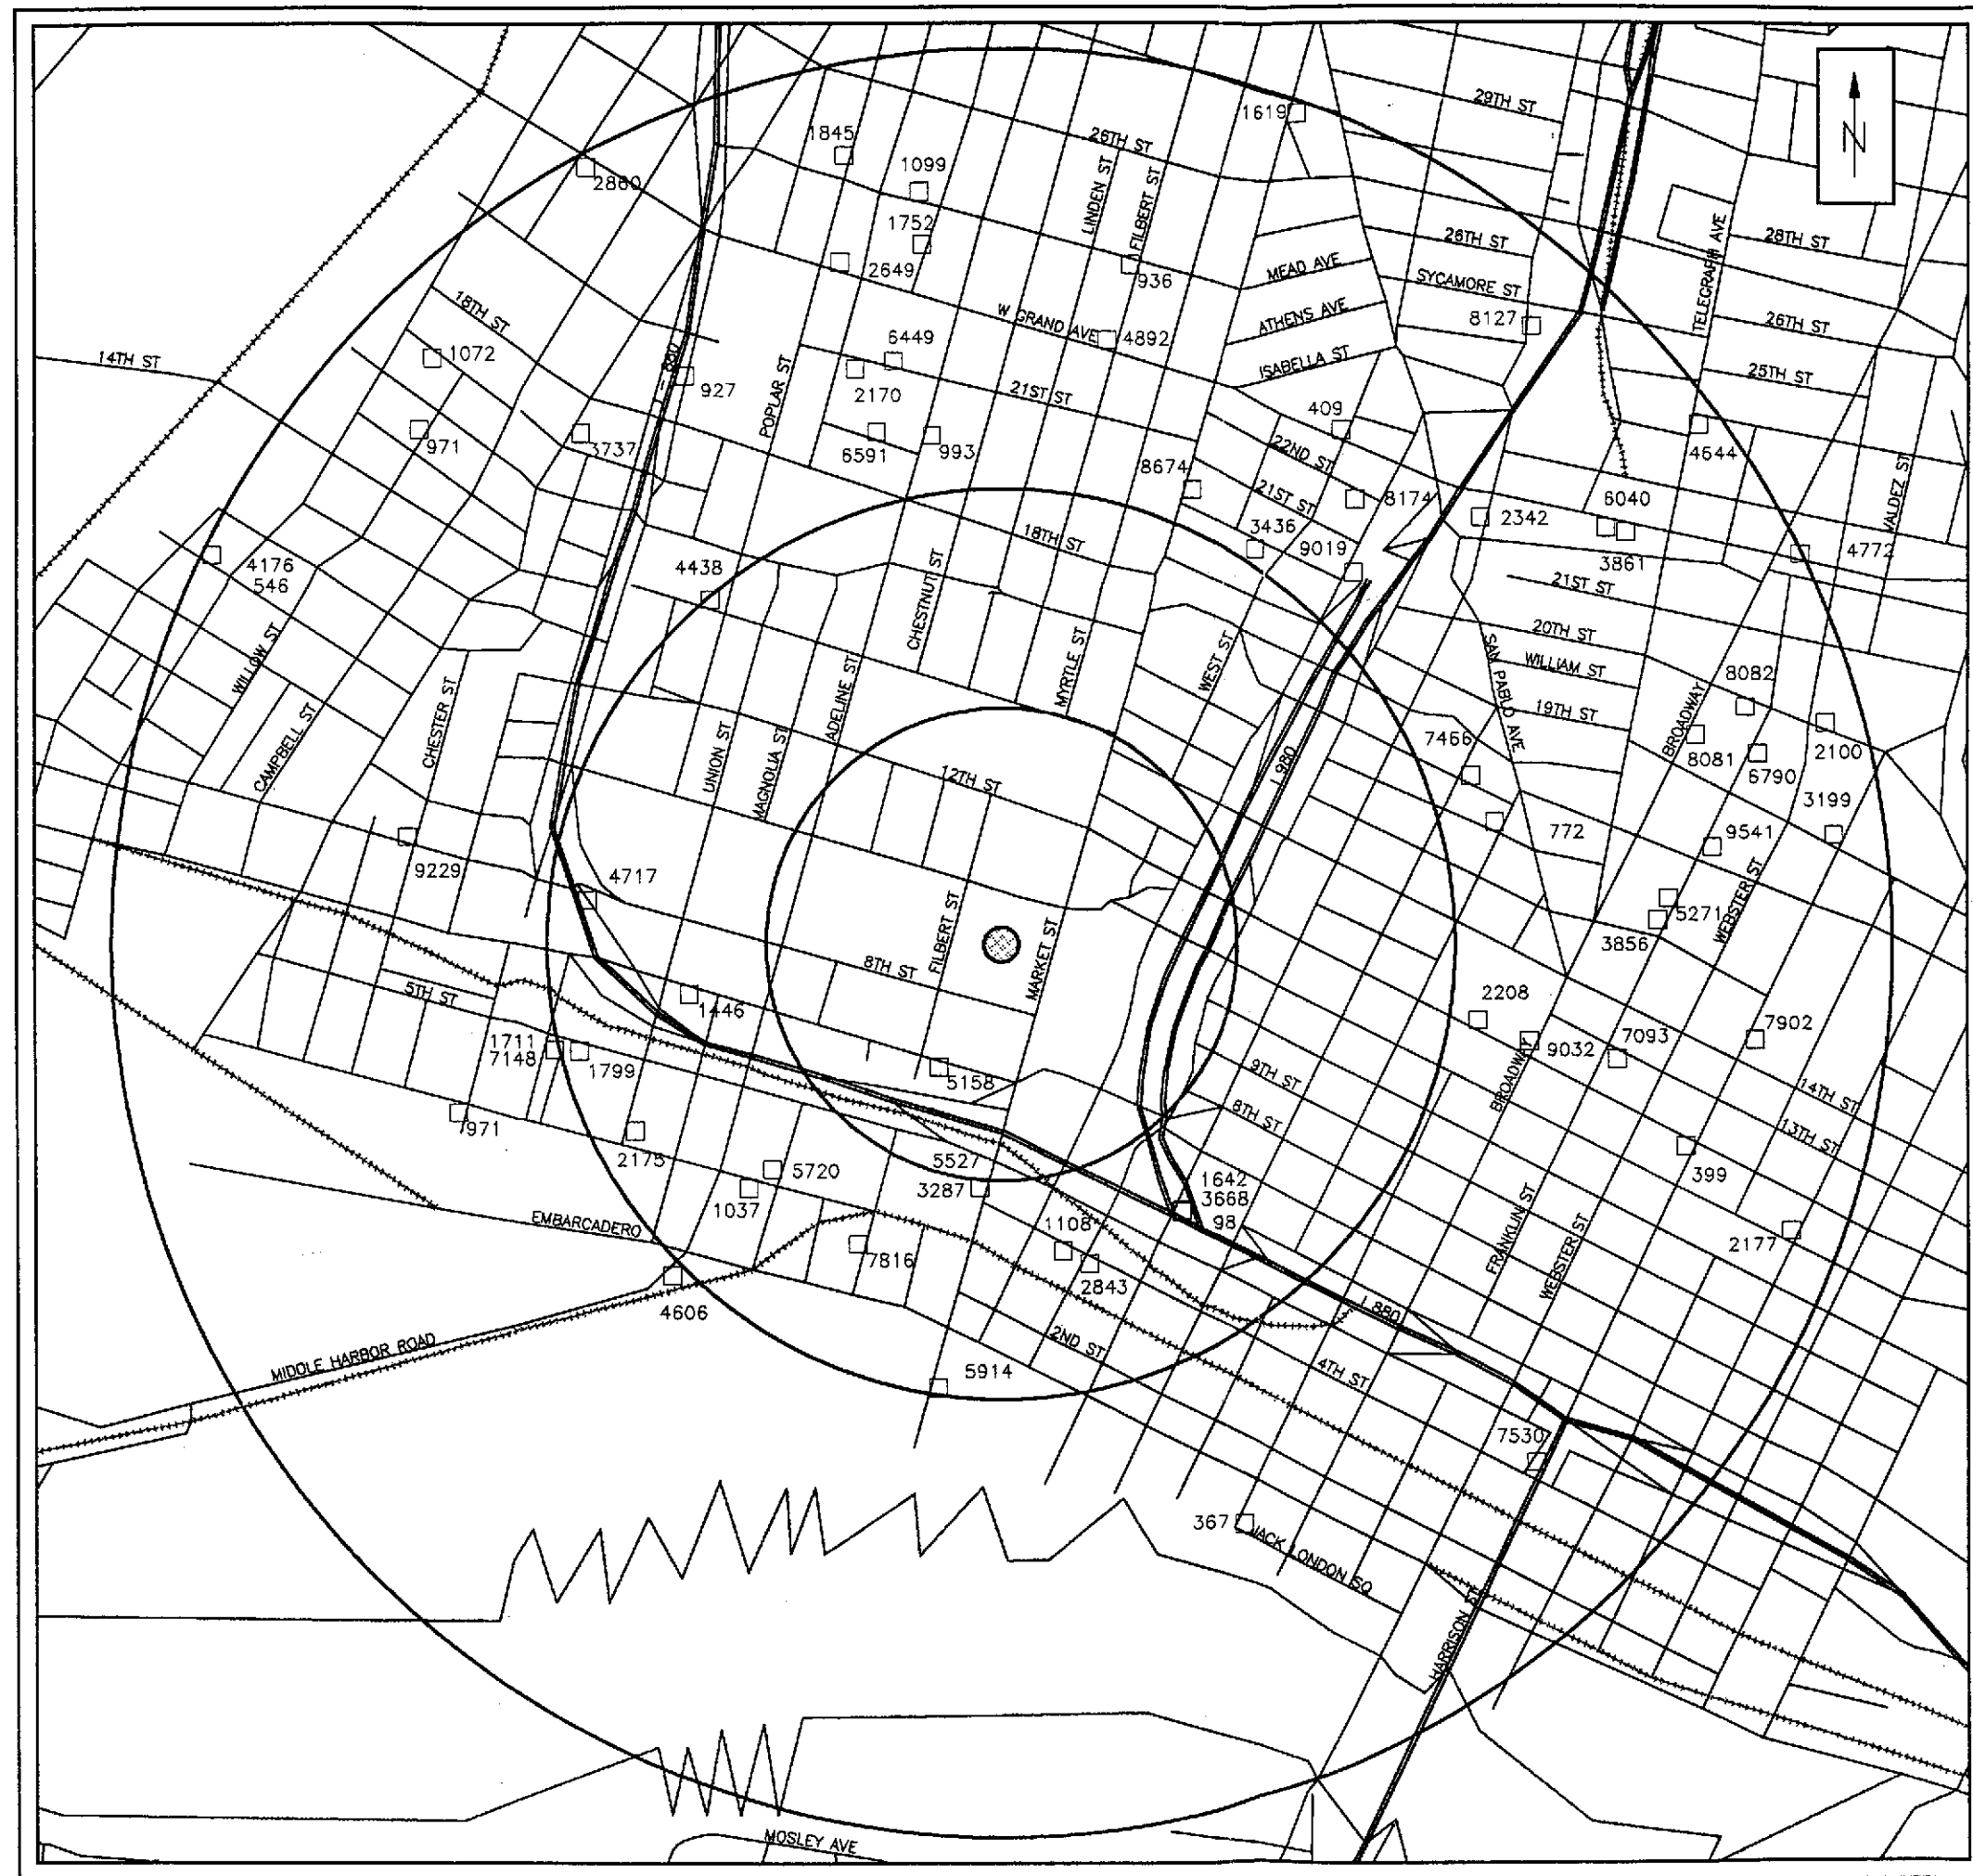 29TH ST
1619
1845
26TH ST
1099
2860
LINDEN ST
FILBERT ST
N
1752
2649
936
MEAD AVE
26TH ST
TELEGRAPH AVE
28TH ST
SYCAMORE ST
18TH ST
W GRAND AVE
4892
ATHENS AVE
8127
26TH ST
14TH ST
1072
I-880
927
POPLAR ST
6449
2170
21ST ST
ISABELLA ST
25TH ST
971
3737
6591
993
409
22ND ST
4644
8674
21ST ST
8174
VALDEZ ST
6040
2342
18TH ST
3436
9019
3861
4772
4176
546
4438
CHESTNUT ST
21ST ST
20TH ST
WILLIAM ST
WILLOW ST
MYRTLE ST
WEST ST
SAN PABLO AVE
8082
CHESTER ST
ADELINE ST
19TH ST
BROADWAY
2100
CAMPBELL ST
UNION ST
MAGNOLIA ST
12TH ST
I 980
7466
8081
6790
3199
772
9541
9229
4717
FILBERT ST
5271
WEBSTER ST
3856
8TH ST
MARKET ST
5TH ST
1446
2208
1711
7148
1799
5158
9TH ST
BROADWAY
9032
7093
7902
8TH ST
14TH ST
971
13TH ST
2175
5720
5527
399
1037
3287
1642
3668
98
EMBARCADERO
1108
FRANKLIN ST
WEBSTER ST
2177
7816
2843
4606
I 880
MIDDLE HARBOR ROAD
2ND ST
4TH ST
5914
7530
367
JACK LONDON SQ
HARRISON ST
MOSLEY AVE